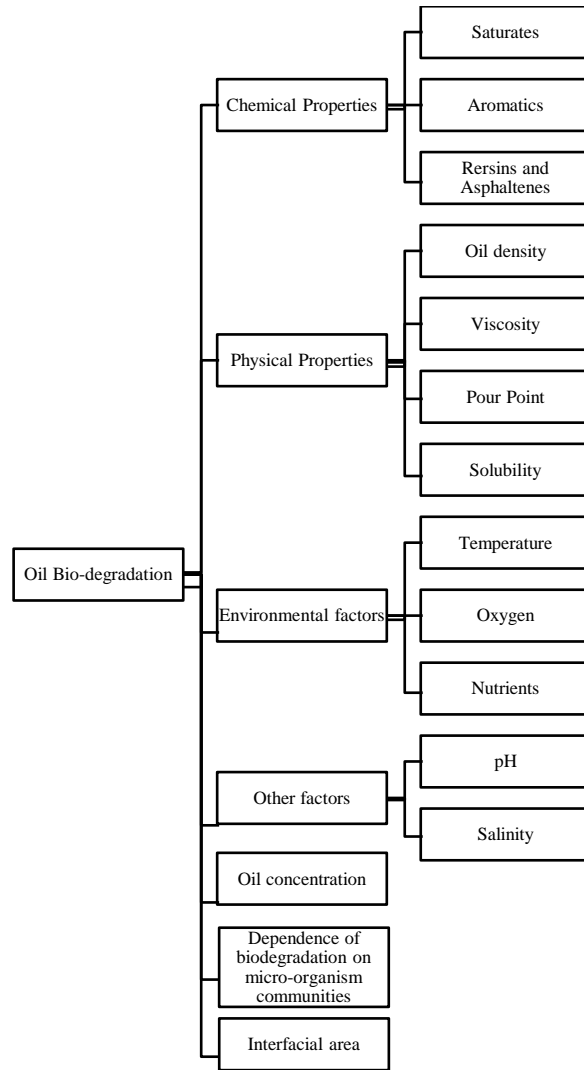 Oil Bio-degradation
Chemical Properties
Saturates
Aromatics
Rersins and
Asphaltenes
Physical Properties
Oil density
Viscosity
Pour Point
Solubility
Environmental factors
Temperature
Oxygen
Nutrients
Other factors
pH
Salinity
Oil concentration
Dependence of
biodegradation on
micro-organism
communities
Interfacial area